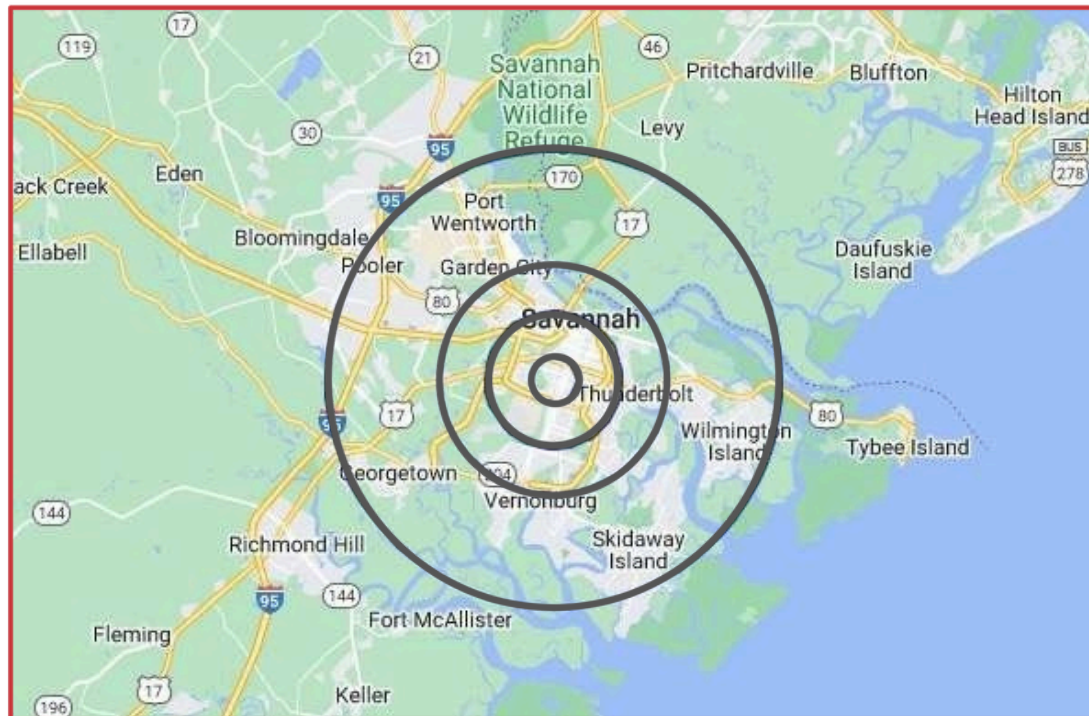 17
119
21
46
Savannah
National
Wildlife
Refuge
Pritchardville
Bluffton
Hilton
Head Island
30
95
Levy
BUS
278
Eden
170
ack Creek
95
Port
Wentworth
17
Bloomingdale
Ellabell
Pooler
Garden City
Daufuskie
Island
80
Savannah
Thunderbolt
17
95
80
Wilmington
Island
Tybee Island
Georgetown
204
Vernonburg
144
Richmond Hill
Skidaway
Island
95
144
Fort McAllister
Fleming
17
Keller
196